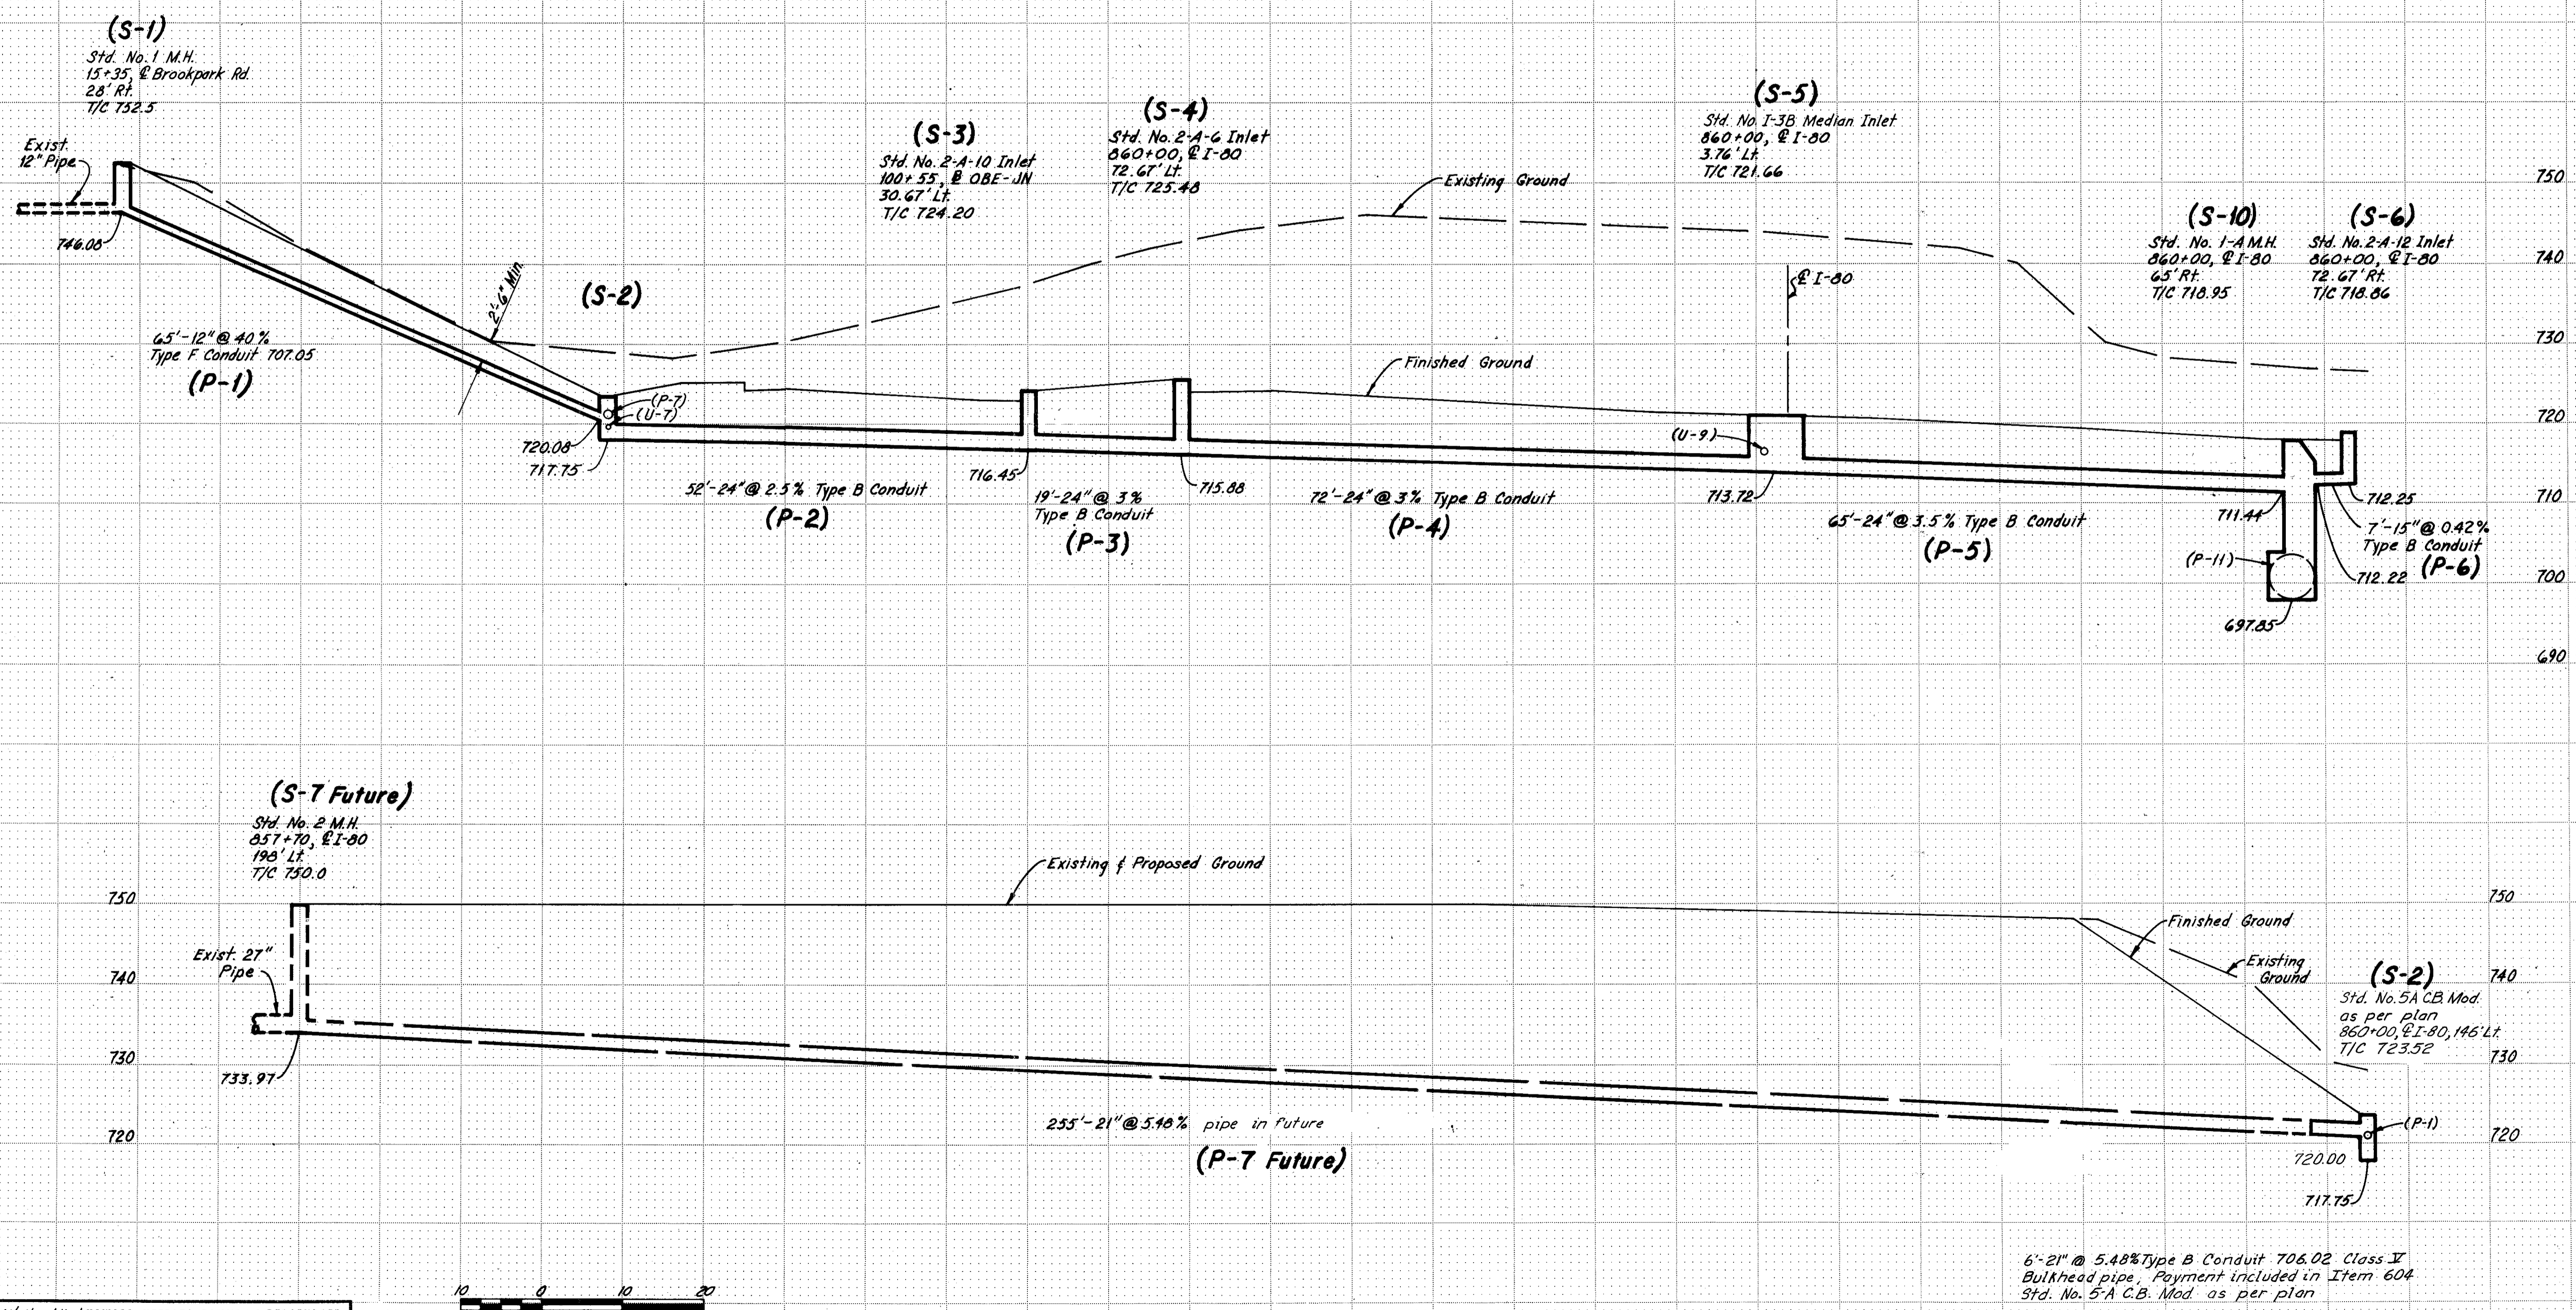 (S-1)
Std. No. 1 M.H.
15+35, ℄ Brookpark Rd.
28' Rt.
T/C 752.5
Exist.
12" Pipe
746.08
65'-12" @ 40%
Type F Conduit 707.05
(P-1)
2'-6" Min.
(S-2)
(P-7)
(U-7)
720.08
717.75
52'-24" @ 2.5% Type B Conduit
(P-2)
(S-3)
Std. No. 2-A-10 Inlet
100+55, ℄ OBE-JN
30.67' Lt.
T/C 724.20
716.45
19'-24" @ 3%
Type B Conduit
(P-3)
(S-4)
Std. No. 2-A-6 Inlet
860+00, ℄ I-80
72.67' Lt.
T/C 725.48
715.88
72'-24" @ 3% Type B Conduit
(P-4)
Existing Ground
Finished Ground
(S-5)
Std. No. I-3B Median Inlet
860+00, ℄ I-80
3.76' Lt.
T/C 721.66
℄ I-80
(U-9)
713.72
65'-24" @ 3.5% Type B Conduit
(P-5)
(S-10)
Std. No. 1-A M.H.
860+00, ℄ I-80
65' Rt.
T/C 718.95
(S-6)
Std. No. 2-A-12 Inlet
860+00, ℄ I-80
72.67' Rt.
T/C 718.86
711.44
(P-11)
697.85
712.25
7'-15" @ 0.42%
Type B Conduit
(P-6)
712.22
750
740
730
720
710
700
690
(S-7 Future)
Std. No. 2 M.H.
857+70, ℄ I-80
198' Lt.
T/C 750.0
750
740
730
720
Exist. 27"
Pipe
733.97
Existing & Proposed Ground
255'-21" @ 5.48% pipe in future
(P-7 Future)
Finished Ground
Existing
Ground
(S-2)
Std. No. 5A C.B. Mod.
as per plan
860+00, ℄ I-80, 146' Lt.
T/C 723.52
750
740
730
720
(P-1)
720.00
717.75
6'-21" @ 5.48% Type B Conduit 706.02 Class V
Bulkhead pipe, Payment included in Item 604
Std. No. 5-A C.B. Mod. as per plan
10 0 10 20